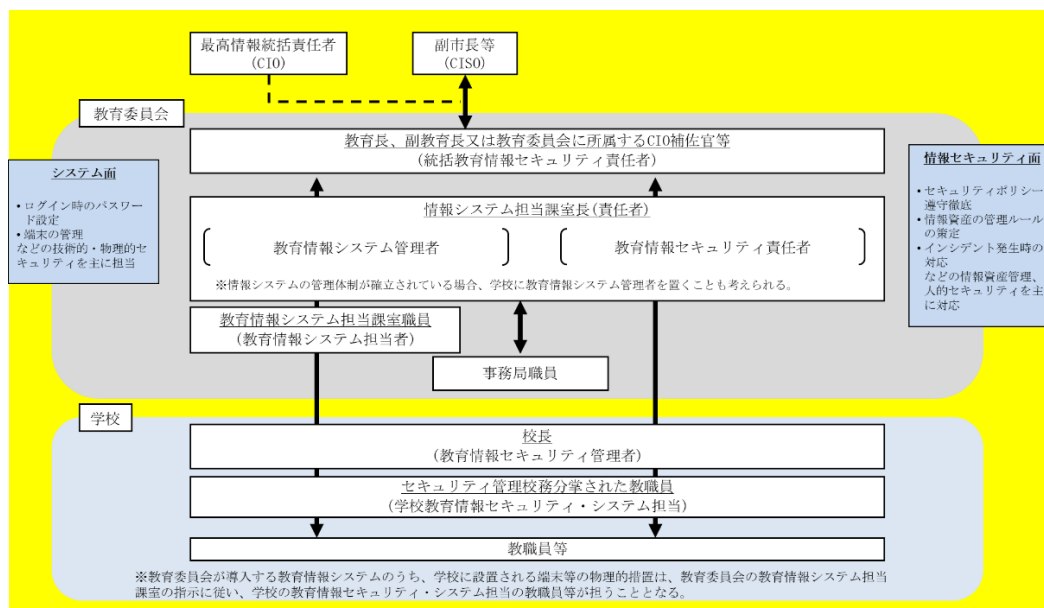 最高情報統括責任者
(CIO)
副市長等
(CISO)
教育委員会
教育長、副教育長又は教育委員会に所属するCIO補佐官等
(統括教育情報セキュリティ責任者)
システム面
•ログイン時のパスワー
ド設定
•端末の管理
などの技術的・物理的セ
キュリティを主に担当
情報セキュリティ面
•セキュリティポリシー
遵守徹底
•情報資産の管理ルール
の策定
•インシデント発生時の
対応
などの情報資産管理、
人的セキュリティを主
に対応
情報システム担当課室長(責任者)
教育情報システム管理者
教育情報セキュリティ責任者
※情報システムの管理体制が確立されている場合、学校に教育情報システム管理者を置くことも考えられる。
教育情報システム担当課室職員
(教育情報システム担当者)
事務局職員
学校
校長
(教育情報セキュリティ管理者)
セキュリティ管理校務分掌された教職員
(学校教育情報セキュリティ・システム担当)
教職員等
※教育委員会が導入する教育情報システムのうち、学校に設置される端末等の物理的措置は、教育委員会の教育情報システム担当
課室の指示に従い、学校の教育情報セキュリティ・システム担当の教職員等が担うこととなる。